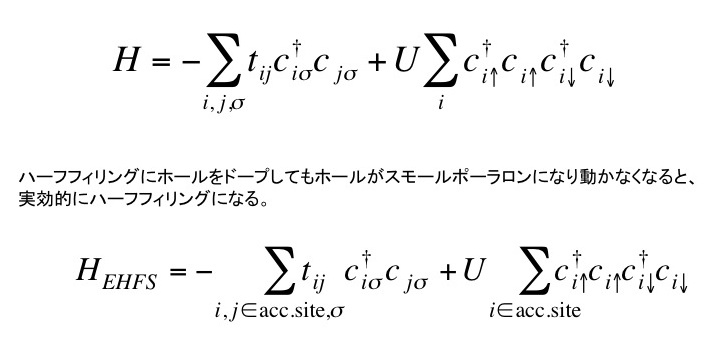 H = −∑_{i,j,σ} t_{ij} c†_{iσ} c_{jσ} + U ∑_{i} c†_{i↑} c_{i↑} c†_{i↓} c_{i↓}
ハーフフィリングにホールをドープしてもホールがスモールポーラロンになり動かなくなると、
実効的にハーフフィリングになる。
H_{EHFS} = − ∑_{i,j∈acc.site,σ} t_{ij} c†_{iσ} c_{jσ} + U ∑_{i∈acc.site} c†_{i↑} c_{i↑} c†_{i↓} c_{i↓}